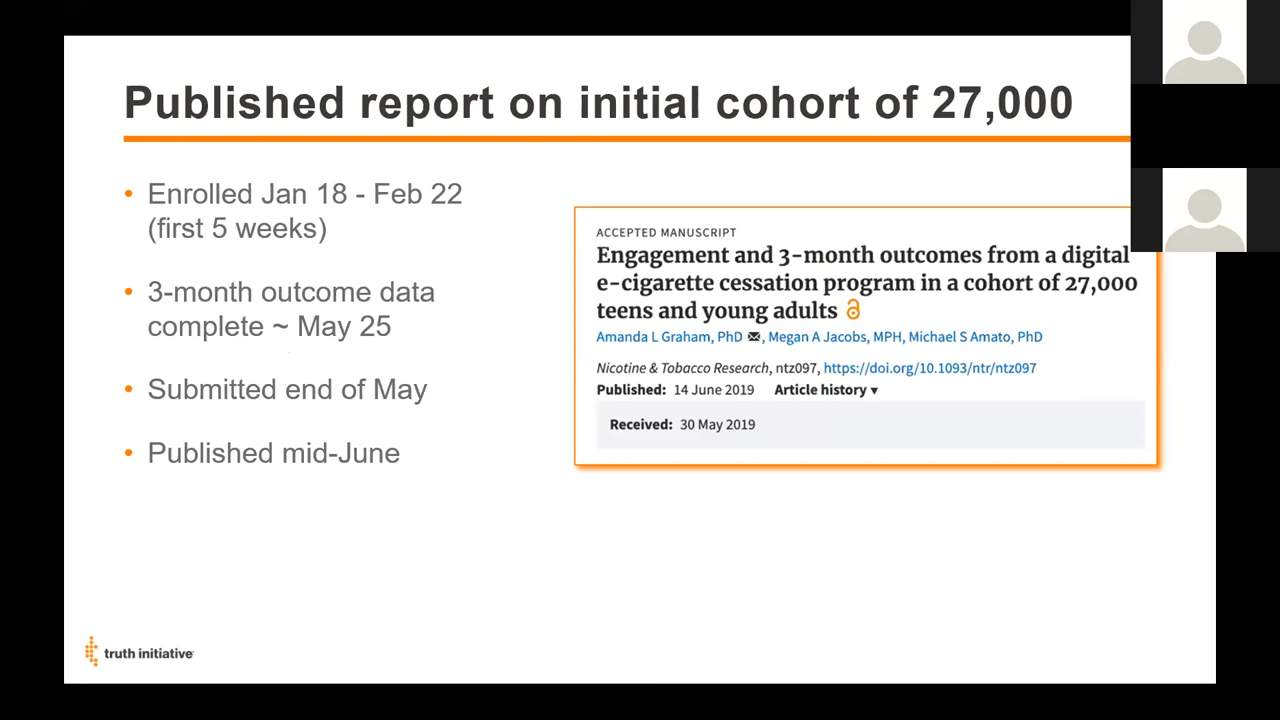 Published report on initial cohort of 27,000
• Enrolled Jan 18 - Feb 22
(first 5 weeks)
• 3-month outcome data
complete ~ May 25
• Submitted end of May
• Published mid-June
ACCEPTED MANUSCRIPT
Engagement and 3-month outcomes from a digital
e-cigarette cessation program in a cohort of 27,000
teens and young adults
Amanda L Graham, PhD, Megan A Jacobs, MPH, Michael S Amato, PhD
Nicotine & Tobacco Research, ntz097, https://doi.org/10.1093/ntr/ntz097
Published: 14 June 2019 Article history ▾
Received: 30 May 2019
truth initiative